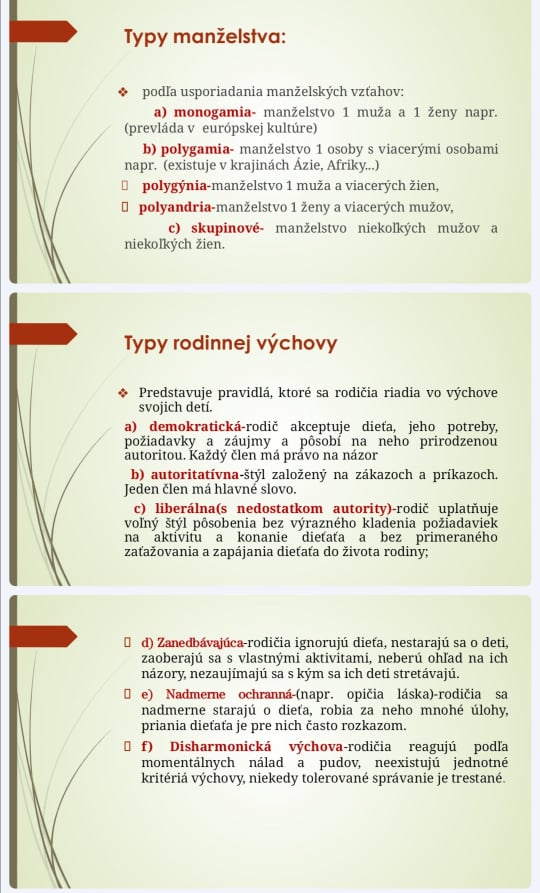 Typy manželstva:
❖ podľa usporiadania manželských vzťahov:
a) monogamia- manželstvo 1 muža a 1 ženy napr.
(prevláda v európskej kultúre)
b) polygamia- manželstvo 1 osoby s viacerými osobami
napr. (existuje v krajinách Ázie, Afriky...)
polygýnia-manželstvo 1 muža a viacerých žien,
polyandria-manželstvo 1 ženy a viacerých mužov,
c) skupinové- manželstvo niekoľkých mužov a
niekoľkých žien.
Typy rodinnej výchovy
❖ Predstavuje pravidlá, ktoré sa rodičia riadia vo výchove
svojich detí.
a) demokratická-rodič akceptuje dieťa, jeho potreby,
požiadavky a záujmy a pôsobí na neho prirodzenou
autoritou. Každý člen má právo na názor
b) autoritatívna-štýl založený na zákazoch a príkazoch.
Jeden člen má hlavné slovo.
c) liberálna(s nedostatkom autority)-rodič uplatňuje
voľný štýl pôsobenia bez výrazného kladenia požiadaviek
na aktivitu a konanie dieťaťa a bez primeraného
zaťažovania a zapájania dieťaťa do života rodiny;
d) Zanedbávajúca-rodičia ignorujú dieťa, nestarajú sa o deti,
zaoberajú sa s vlastnými aktivitami, neberú ohľad na ich
názory, nezaujímajú sa s kým sa ich deti stretávajú.
e) Nadmerne ochranná-(napr. opičia láska)-rodičia sa
nadmerne starajú o dieťa, robia za neho mnohé úlohy,
priania dieťaťa je pre nich často rozkazom.
f) Disharmonická výchova-rodičia reagujú podľa
momentálnych nálad a pudov, neexistujú jednotné
kritériá výchovy, niekedy tolerované správanie je trestané.